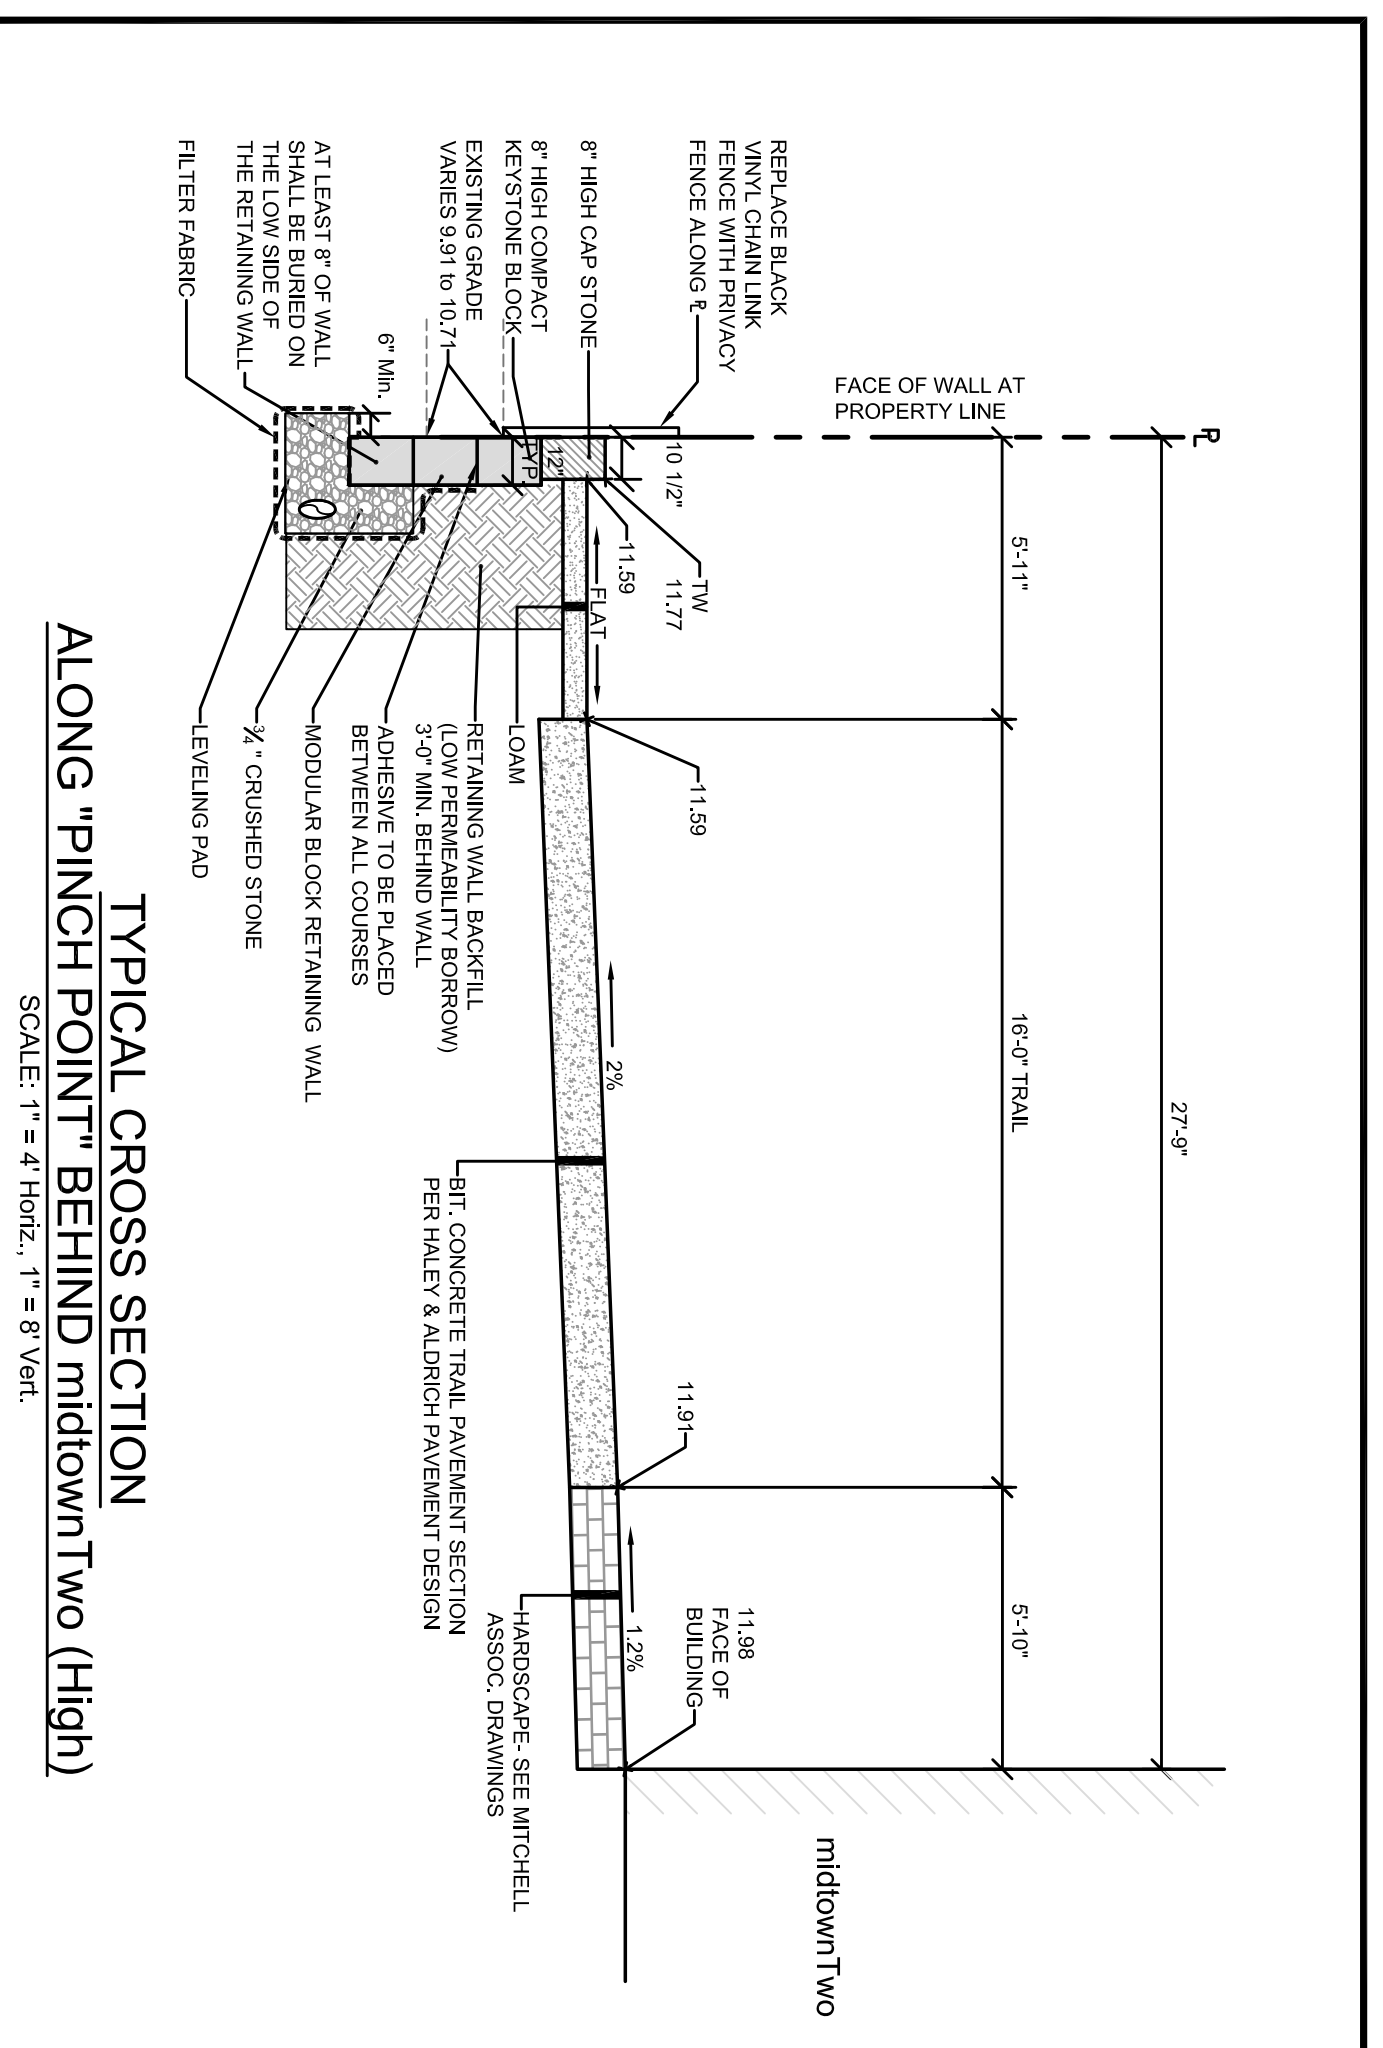 ℄
27'-9"
5'-11"
16'-0" TRAIL
5'-10"
FACE OF WALL AT
PROPERTY LINE
midtownTwo
REPLACE BLACK
VINYL CHAIN LINK
FENCE WITH PRIVACY
FENCE ALONG ℄
8" HIGH CAP STONE
8" HIGH COMPACT
KEYSTONE BLOCK
EXISTING GRADE
VARIES 9.91 to 10.71
6" Min.
AT LEAST 8" OF WALL
SHALL BE BURIED ON
THE LOW SIDE OF
THE RETAINING WALL
FILTER FABRIC
10 1/2"
12"
TYP.
TW
11.77
11.59
FLAT
11.59
2%
11.91
1.2%
11.98
FACE OF
BUILDING
LOAM
RETAINING WALL BACKFILL
(LOW PERMEABILITY BORROW)
3'-0" MIN. BEHIND WALL
ADHESIVE TO BE PLACED
BETWEEN ALL COURSES
MODULAR BLOCK RETAINING WALL
¾" CRUSHED STONE
LEVELING PAD
BIT. CONCRETE TRAIL PAVEMENT SECTION
PER HALEY & ALDRICH PAVEMENT DESIGN
HARDSCAPE- SEE MITCHELL
ASSOC. DRAWINGS
TYPICAL CROSS SECTION
ALONG "PINCH POINT" BEHIND midtownTwo (High)
SCALE: 1" = 4' Horiz., 1" = 8' Vert.